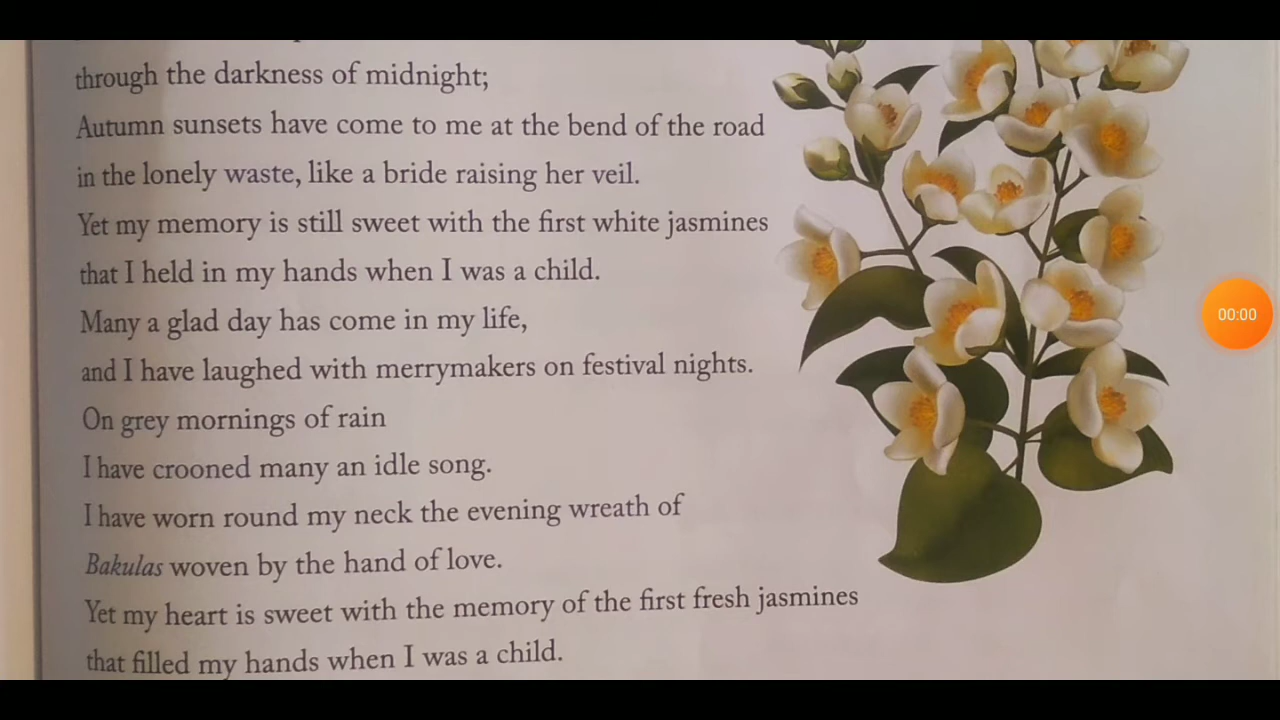 through the darkness of midnight;
Autumn sunsets have come to me at the bend of the road
in the lonely waste, like a bride raising her veil.
Yet my memory is still sweet with the first white jasmines
that I held in my hands when I was a child.
Many a glad day has come in my life,
and I have laughed with merrymakers on festival nights.
On grey mornings of rain
I have crooned many an idle song.
I have worn round my neck the evening wreath of
Bakulas woven by the hand of love.
Yet my heart is sweet with the memory of the first fresh jasmines
that filled my hands when I was a child.
00:00